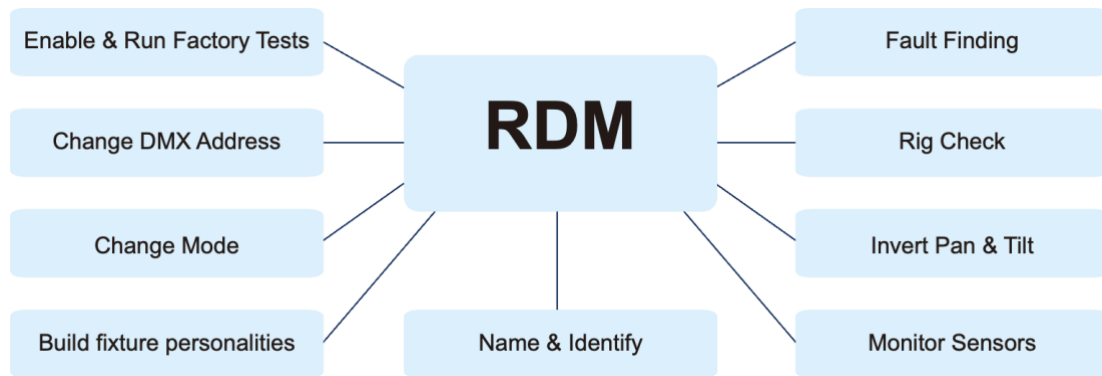 Enable & Run Factory Tests
Change DMX Address
Change Mode
Build fixture personalities
RDM
Name & Identify
Fault Finding
Rig Check
Invert Pan & Tilt
Monitor Sensors